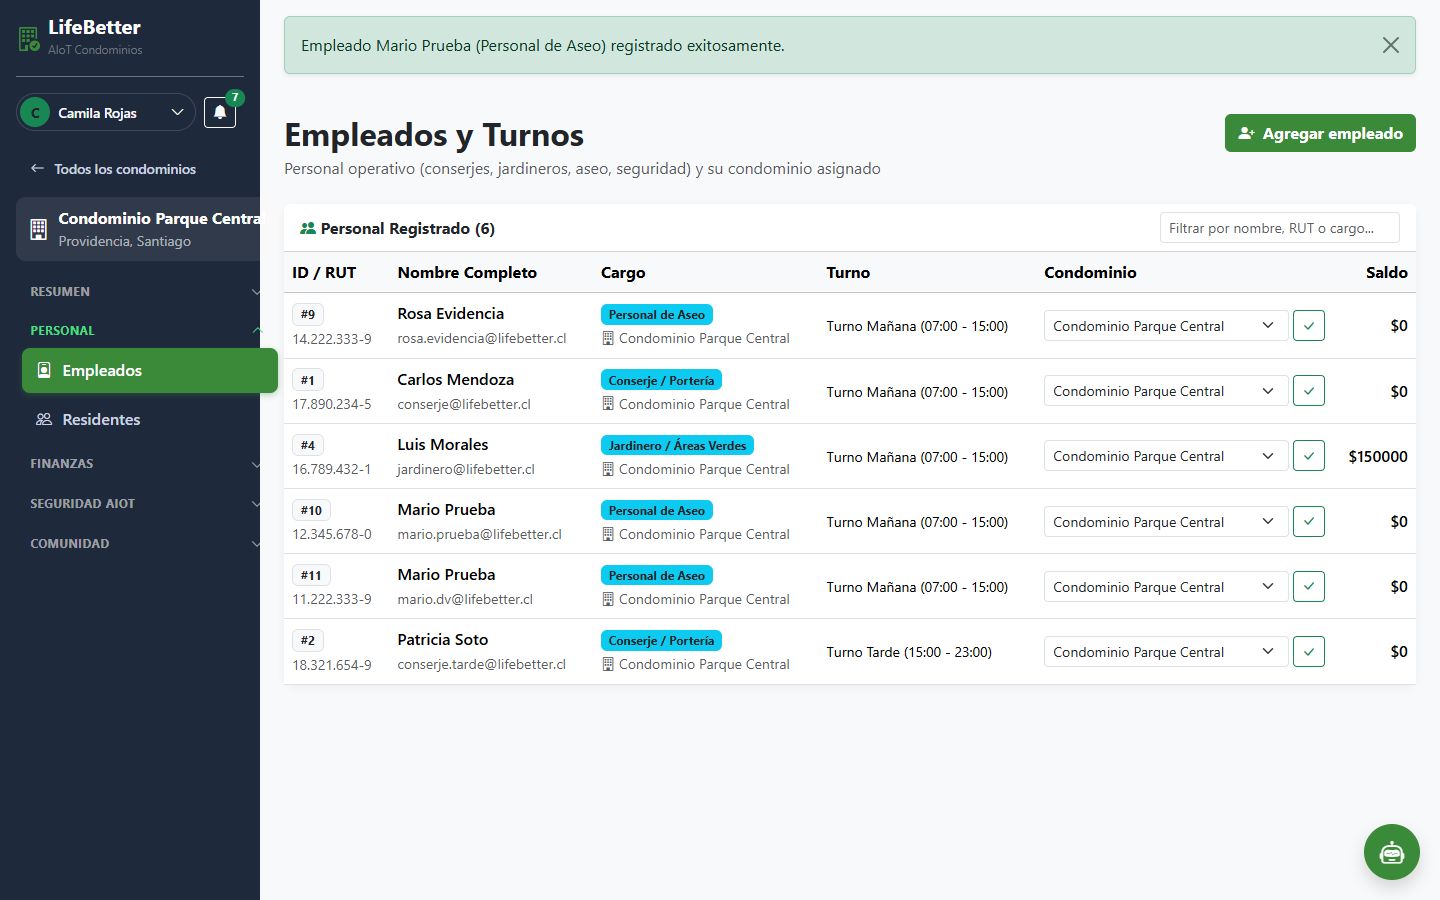 LifeBetter
AIoT Condominios
C
Camila Rojas
7
Todos los condominios
Condominio Parque Centra
Providencia, Santiago
RESUMEN
PERSONAL
Empleados
Residentes
FINANZAS
SEGURIDAD AIOT
COMUNIDAD
Empleado Mario Prueba (Personal de Aseo) registrado exitosamente.
Empleados y Turnos
Personal operativo (conserjes, jardineros, aseo, seguridad) y su condominio asignado
Agregar empleado
Personal Registrado (6)
Filtrar por nombre, RUT o cargo...
ID / RUT Nombre Completo Cargo Turno Condominio Saldo
#9 Rosa Evidencia Personal de Aseo
14.222.333-9 rosa.evidencia@lifebetter.cl Condominio Parque Central
Turno Mañana (07:00 - 15:00) Condominio Parque Central $0
#1 Carlos Mendoza Conserje / Portería
17.890.234-5 conserje@lifebetter.cl Condominio Parque Central
Turno Mañana (07:00 - 15:00) Condominio Parque Central $0
#4 Luis Morales Jardinero / Áreas Verdes
16.789.432-1 jardinero@lifebetter.cl Condominio Parque Central
Turno Mañana (07:00 - 15:00) Condominio Parque Central $150000
#10 Mario Prueba Personal de Aseo
12.345.678-0 mario.prueba@lifebetter.cl Condominio Parque Central
Turno Mañana (07:00 - 15:00) Condominio Parque Central $0
#11 Mario Prueba Personal de Aseo
11.222.333-9 mario.dv@lifebetter.cl Condominio Parque Central
Turno Mañana (07:00 - 15:00) Condominio Parque Central $0
#2 Patricia Soto Conserje / Portería
18.321.654-9 conserje.tarde@lifebetter.cl Condominio Parque Central
Turno Tarde (15:00 - 23:00) Condominio Parque Central $0